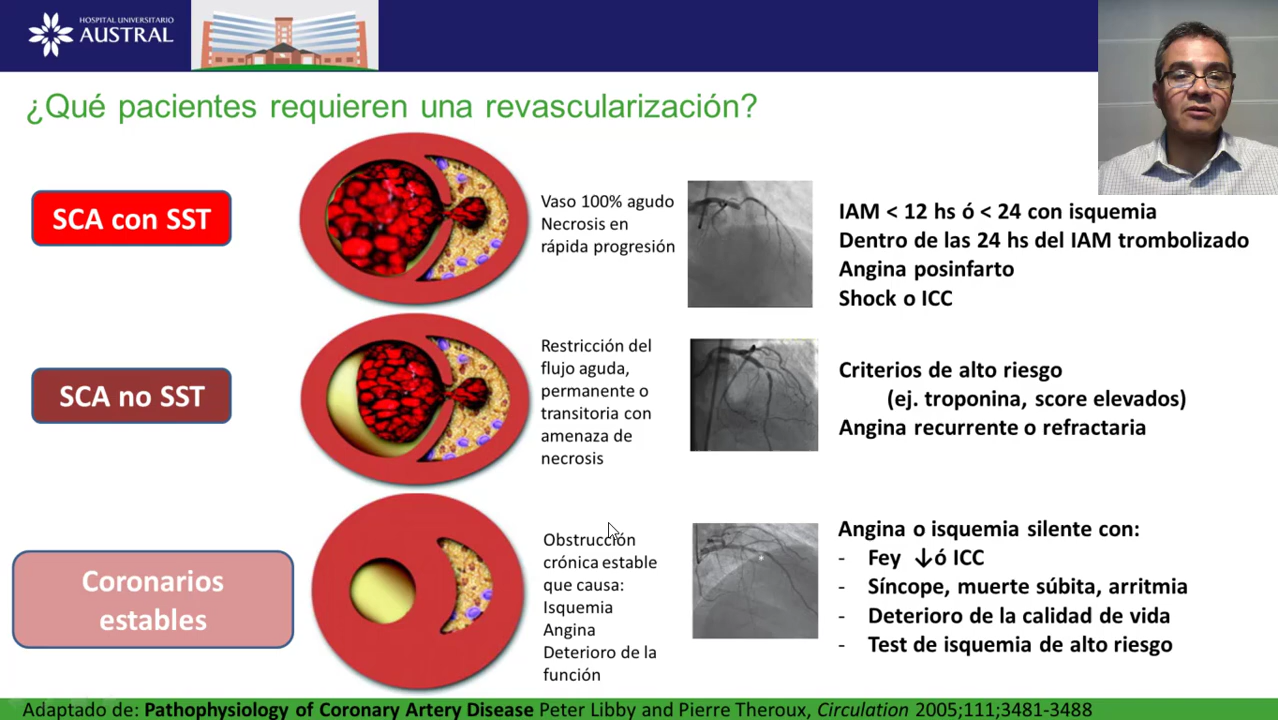 HOSPITAL UNIVERSITARIO
AUSTRAL
¿Qué pacientes requieren una revascularización?
SCA con SST
Vaso 100% agudo
Necrosis en
rápida progresión
IAM < 12 hs ó < 24 con isquemia
Dentro de las 24 hs del IAM trombolizado
Angina posinfarto
Shock o ICC
SCA no SST
Restricción del
flujo aguda,
permanente o
transitoria con
amenaza de
necrosis
Criterios de alto riesgo
(ej. troponina, score elevados)
Angina recurrente o refractaria
Coronarios
estables
Obstrucción
crónica estable
que causa:
Isquemia
Angina
Deterioro de la
función
Angina o isquemia silente con:
- Fey ↓ó ICC
- Síncope, muerte súbita, arritmia
- Deterioro de la calidad de vida
- Test de isquemia de alto riesgo
Adaptado de: Pathophysiology of Coronary Artery Disease Peter Libby and Pierre Theroux, Circulation 2005;111;3481-3488